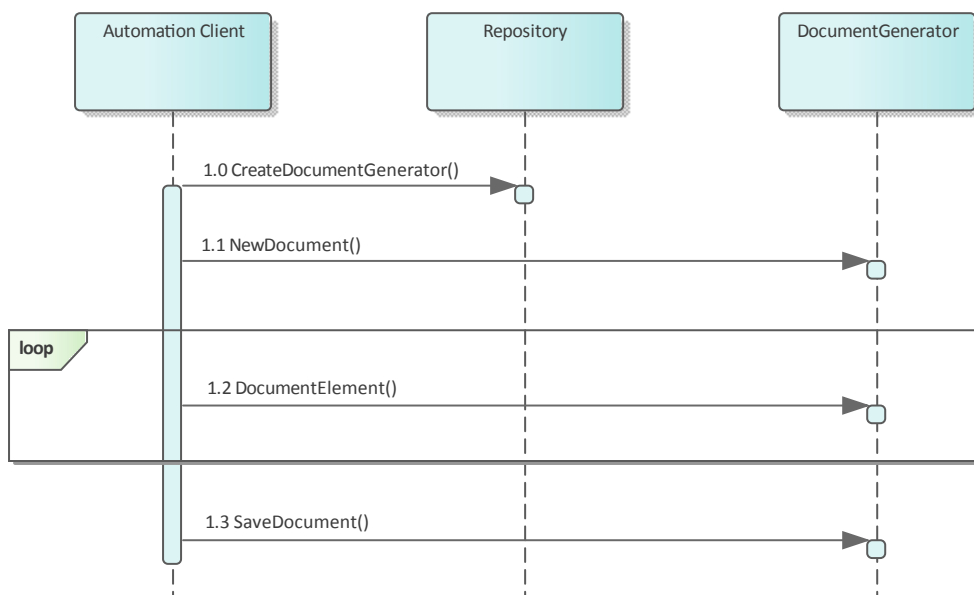 Automation Client
Repository
DocumentGenerator
1.0 CreateDocumentGenerator()
1.1 NewDocument()
loop
1.2 DocumentElement()
1.3 SaveDocument()